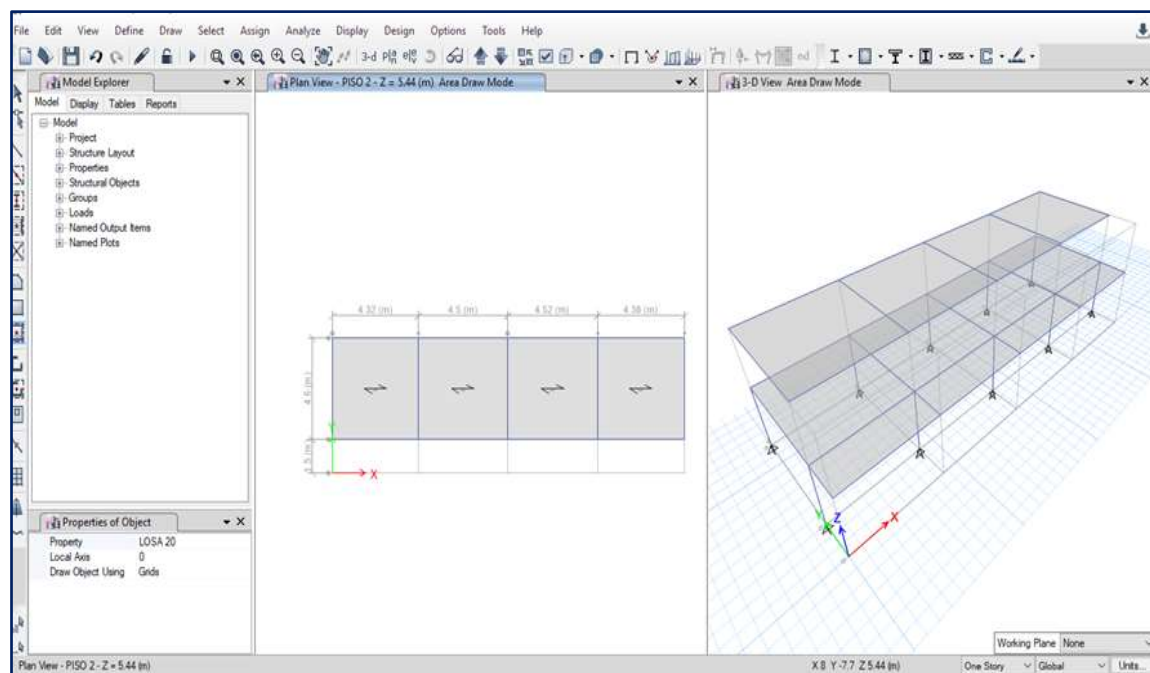 File Edit View Define Draw Select Assign Analyze Display Design Options Tools Help
3-d
Model Explorer
Model Display Tables Reports
Model
Project
Structure Layout
Properties
Structural Objects
Groups
Loads
Named Output Items
Named Plots
Properties of Object
Property LOSA 20
Local Axis 0
Draw Object Using Grids
Plan View - PISO 2 - Z = 5.44 (m) Area Draw Mode
4.32 (m) 4.5 (m) 4.52 (m) 4.38 (m)
4.6 (m)
1.5 (m)
Y
X
3-D View Area Draw Mode
Y
Z
X
Working Plane None
Plan View - PISO 2 - Z = 5.44 (m)
X 8 Y -7.7 Z 5.44 (m)
One Story Global Units...